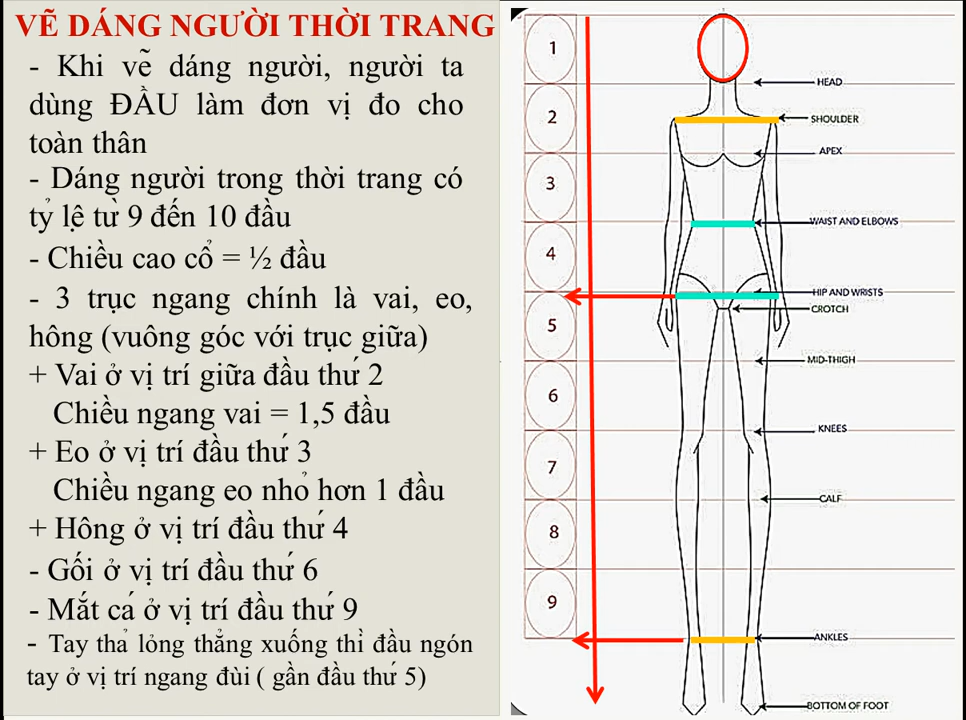 VẼ DÁNG NGƯỜI THỜI TRANG
- Khi vẽ dáng người, người ta
dùng ĐẦU làm đơn vị đo cho
toàn thân
- Dáng người trong thời trang có
tỷ lệ từ 9 đến 10 đầu
- Chiều cao cổ = ½ đầu
- 3 trục ngang chính là vai, eo,
hông (vuông góc với trục giữa)
+ Vai ở vị trí giữa đầu thứ 2
Chiều ngang vai = 1,5 đầu
+ Eo ở vị trí đầu thứ 3
Chiều ngang eo nhỏ hơn 1 đầu
+ Hông ở vị trí đầu thứ 4
- Gối ở vị trí đầu thứ 6
- Mắt cá ở vị trí đầu thứ 9
- Tay thả lỏng thẳng xuống thì đầu ngón
tay ở vị trí ngang đùi ( gần đầu thứ 5)
1
HEAD
2
SHOULDER
APEX
3
WAIST AND ELBOWS
4
HIP AND WRISTS
CROTCH
5
MID-THIGH
6
KNEES
7
CALF
8
9
ANKLES
BOTTOM OF FOOT